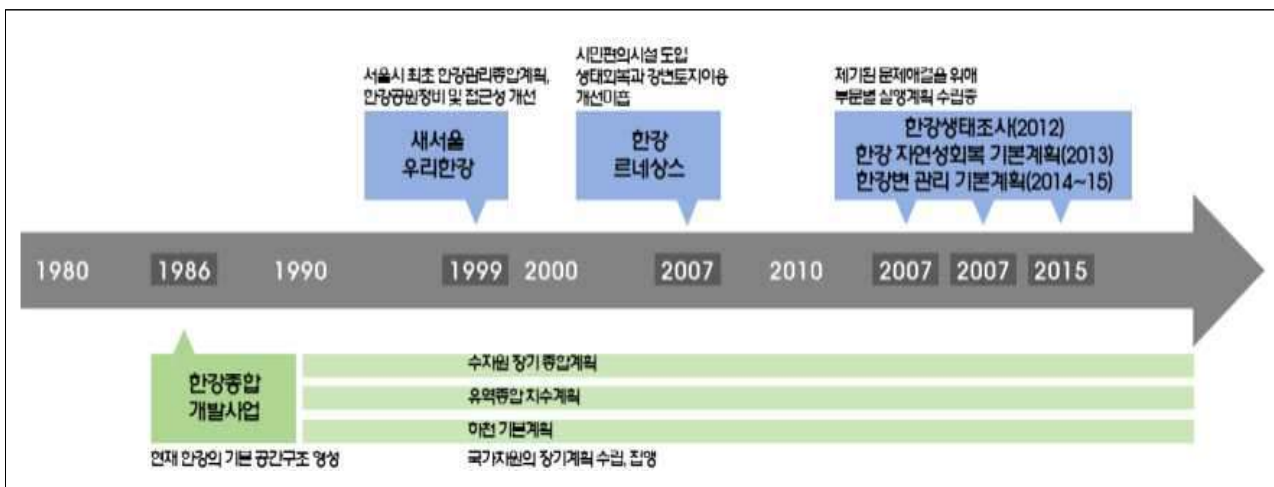 서울시 최초 한강관리종합계획,
한강공원정비 및 접근성 개선
시민편의시설 도입
생태회복과 강변토지이용
개선미흡
제기된 문제해결을 위해
부문별 실행계획 수립중
새서울
우리한강
한강
르네상스
한강생태조사(2012)
한강 자연성회복 기본계획(2013)
한강변 관리 기본계획(2014~15)
1980 1986 1990 1999 2000 2007 2010 2007 2007 2015
한강종합
개발사업
수자원 장기 종합계획
유역종합 치수계획
하천 기본계획
현재 한강의 기본 공간구조 형성
국가차원의 장기계획 수립, 집행